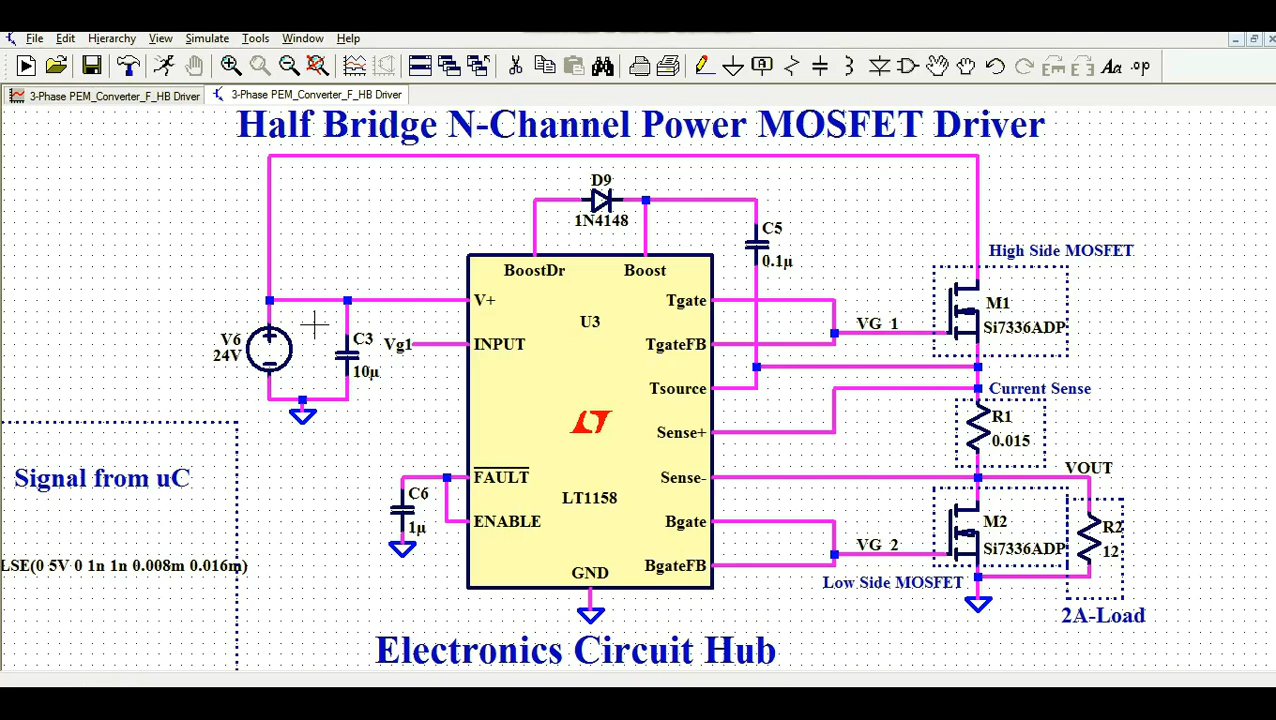 File Edit Hierarchy View Simulate Tools Window Help
3-Phase PEM_Converter_F_HB Driver
3-Phase PEM_Converter_F_HB Driver
Half Bridge N-Channel Power MOSFET Driver
D9
1N4148
C5
0.1µ
High Side MOSFET
BoostDr
Boost
V+
Tgate
U3
M1
Si7336ADP
VG_1
V6
24V
C3
10µ
Vg1
INPUT
TgateFB
Tsource
Current Sense
R1
0.015
Sense+
Signal from uC
FAULT
LT1158
Sense-
VOUT
C6
1µ
ENABLE
Bgate
M2
Si7336ADP
R2
12
VG_2
LSE(0 5V 0 1n 1n 0.008m 0.016m)
GND
BgateFB
Low Side MOSFET
2A-Load
Electronics Circuit Hub